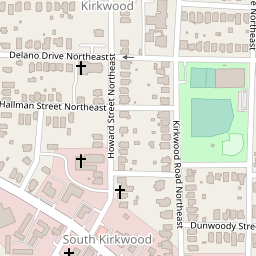 Kirkwood
Delano Drive Northeast
Hallman Street Northeast
Howard Street Northeast
Kirkwood Road Northeast
Dunwoody Stre
South Kirkwood